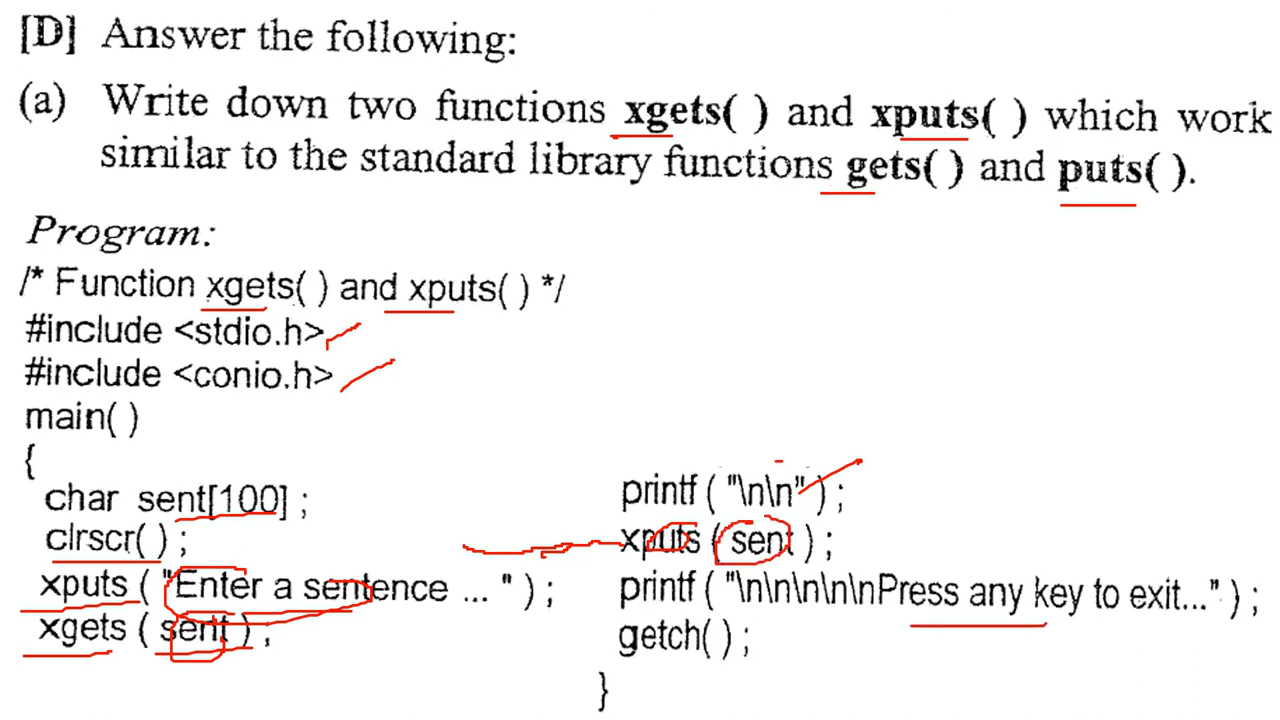 [D] Answer the following:
(a) Write down two functions xgets( ) and xputs( ) which work
similar to the standard library functions gets( ) and puts( ).
Program:
/* Function xgets( ) and xputs( ) */
#include <stdio.h>
#include <conio.h>
main( )
{
char sent[100] ;
clrscr( ) ;
xputs ( "Enter a sentence ... " ) ;
xgets ( sent ) ;
printf ( "\n\n" ) ;
xputs ( sent ) ;
printf ( "\n\n\n\n\nPress any key to exit..." ) ;
getch( ) ;
}